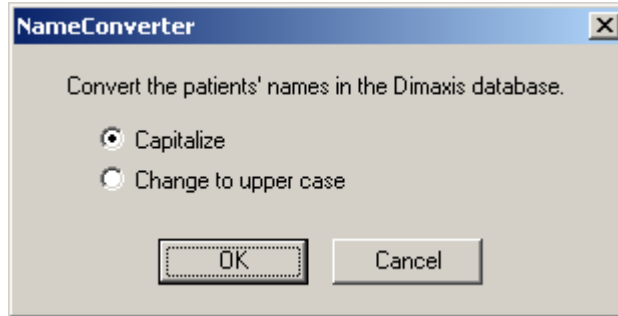 NameConverter
Convert the patients' names in the Dimaxis database.
Capitalize
Change to upper case
OK
Cancel